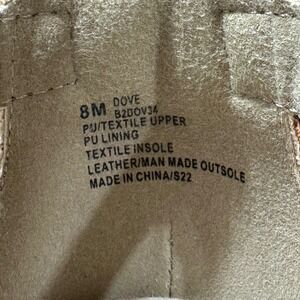 8M DOVE
B2DOV34
PU/TEXTILE UPPER
PU LINING
TEXTILE INSOLE
LEATHER/MAN MADE OUTSOLE
MADE IN CHINA/S22